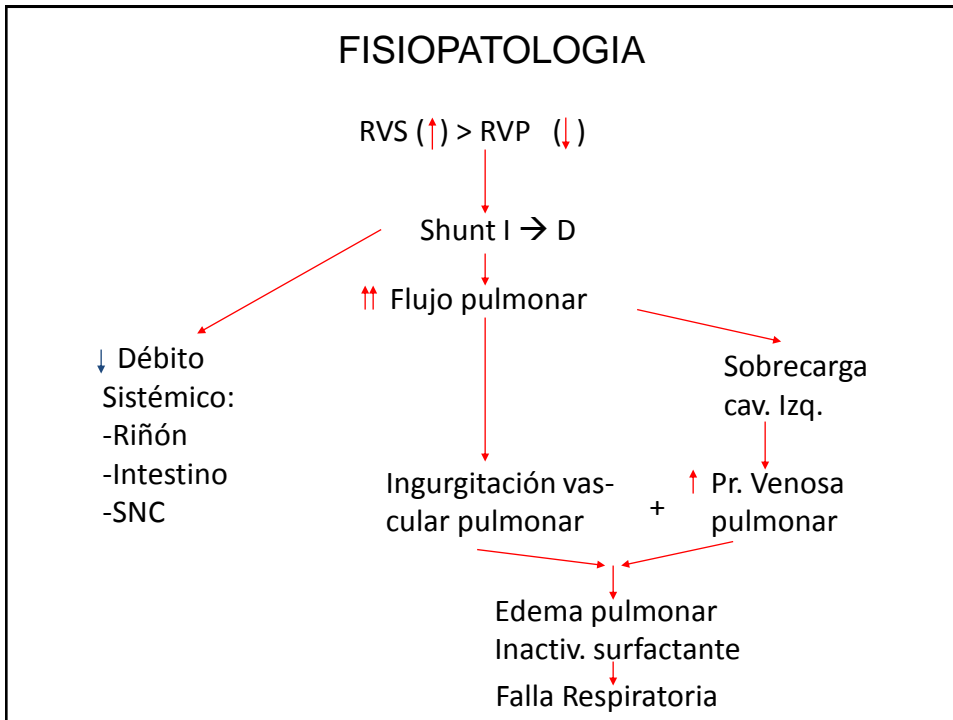 FISIOPATOLOGIA
RVS (↑) > RVP (↓)
Shunt I → D
↑↑ Flujo pulmonar
↓ Débito
Sistémico:
-Riñón
-Intestino
-SNC
Sobrecarga
cav. Izq.
Ingurgitación vas-
cular pulmonar
+
↑ Pr. Venosa
pulmonar
Edema pulmonar
Inactiv. surfactante
Falla Respiratoria